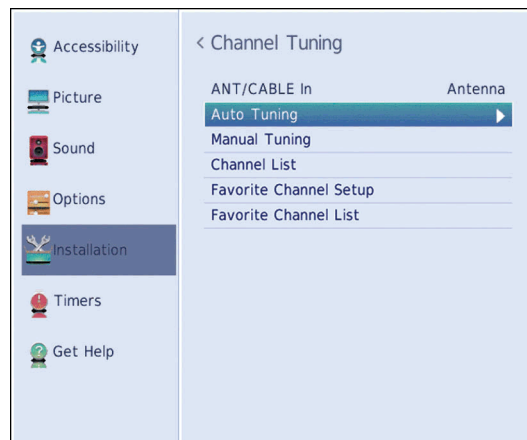 Accessibility
Picture
Sound
Options
Installation
Timers
Get Help
< Channel Tuning
ANT/CABLE In Antenna
Auto Tuning
Manual Tuning
Channel List
Favorite Channel Setup
Favorite Channel List